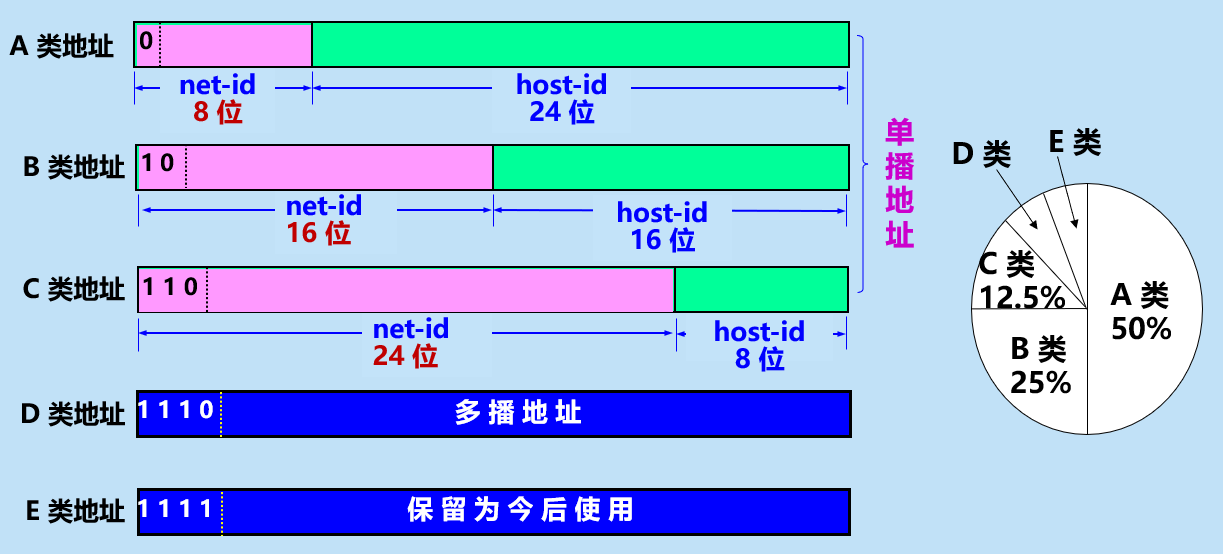 A 类地址
0
net-id
8 位
host-id
24 位
B 类地址
1 0
net-id
16 位
host-id
16 位
C 类地址
1 1 0
net-id
24 位
host-id
8 位
单播地址
D 类地址
1 1 1 0
多播地址
E 类地址
1 1 1 1
保留为今后使用
D 类
E 类
C 类
12.5%
A 类
50%
B 类
25%